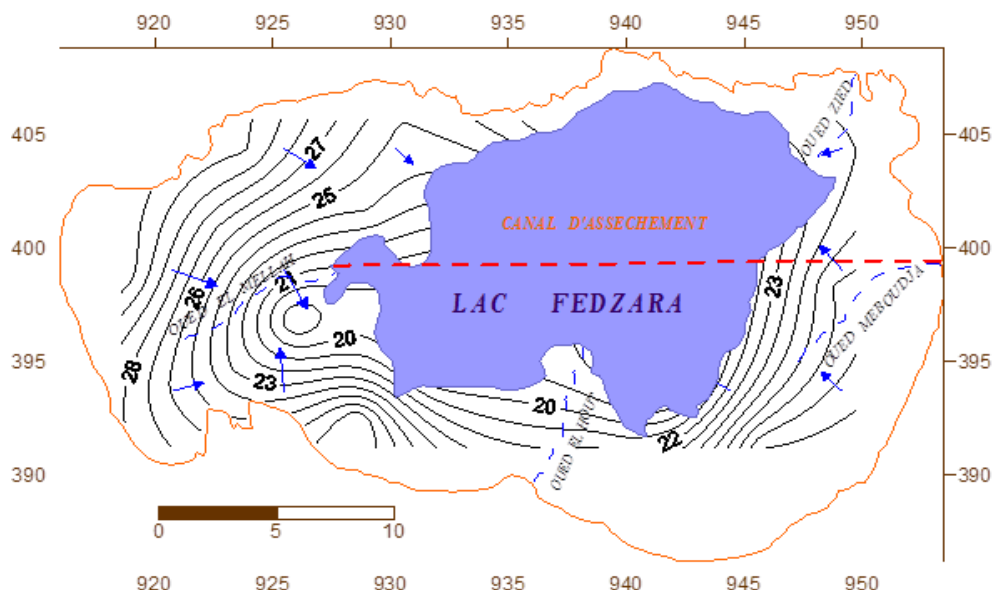 920 925 930 935 940 945 950
OUED ZIED
405 405
27
25
CANAL D'ASSECHEMENT
400 400
OUED EL MELLAH
21
26
23
LAC FEDZARA
OUED MEBOUDJA
20
395 395
28
23
20
22
OUED EL HOUT
390 390
0 5 10
920 925 930 935 940 945 950